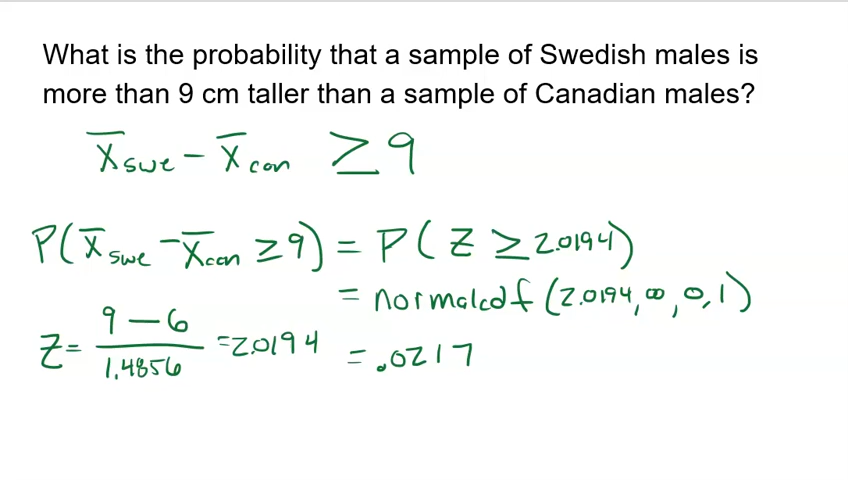 What is the probability that a sample of Swedish males is
more than 9 cm taller than a sample of Canadian males?
x̅swe − x̅can ≥ 9
P(x̅swe − x̅can ≥ 9) = P(Z ≥ 2.0194)
= normalcdf(2.0194, ∞, 0, 1)
Z = (9 − 6)/1.4856 = 2.0194
= .0217